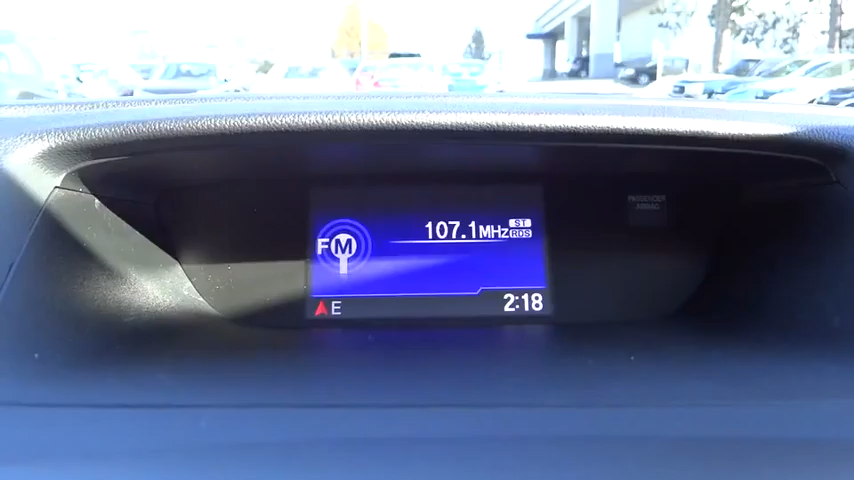 FM
107.1MHz ST
RDS
E
2:18
PASSENGER
AIRBAG